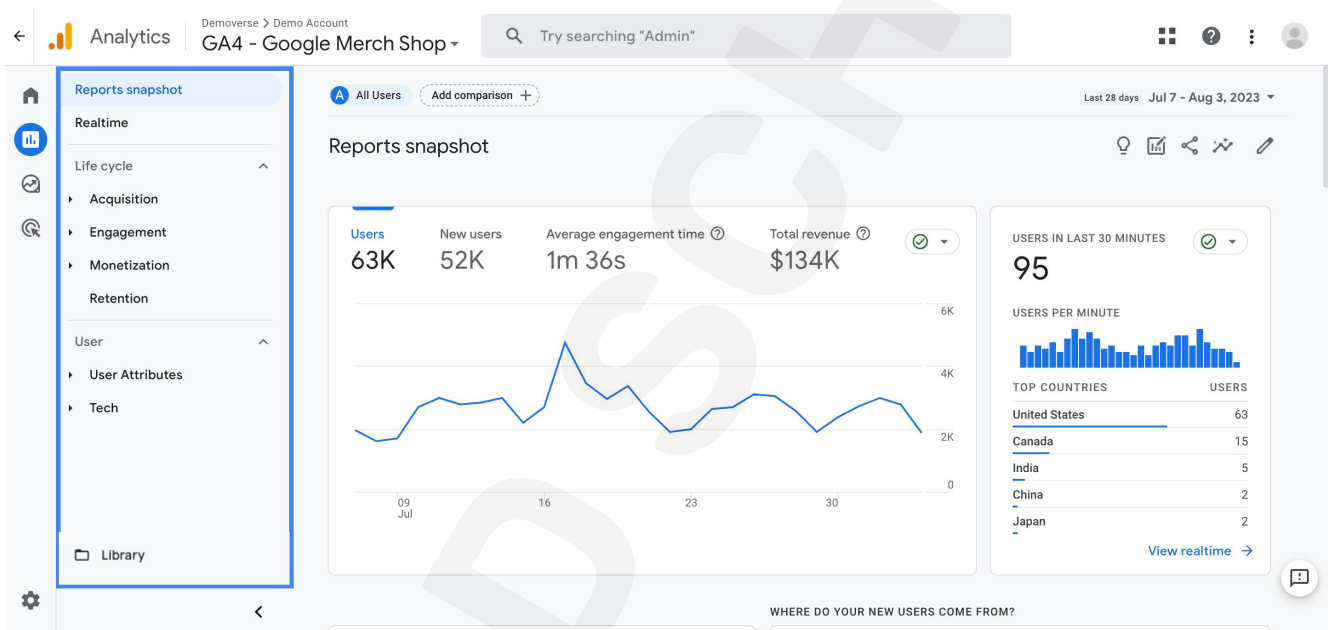 Demoverse > Demo Account
Analytics
GA4 - Google Merch Shop
Try searching "Admin"
Reports snapshot
Realtime
Life cycle
Acquisition
Engagement
Monetization
Retention
User
User Attributes
Tech
Library
A All Users
Add comparison +
Last 28 days Jul 7 - Aug 3, 2023
Reports snapshot
Users
63K
New users
52K
Average engagement time
1m 36s
Total revenue
$134K
6K
4K
2K
0
09
Jul
16
23
30
USERS IN LAST 30 MINUTES
95
USERS PER MINUTE
TOP COUNTRIES USERS
United States 63
Canada 15
India 5
China 2
Japan 2
View realtime
WHERE DO YOUR NEW USERS COME FROM?